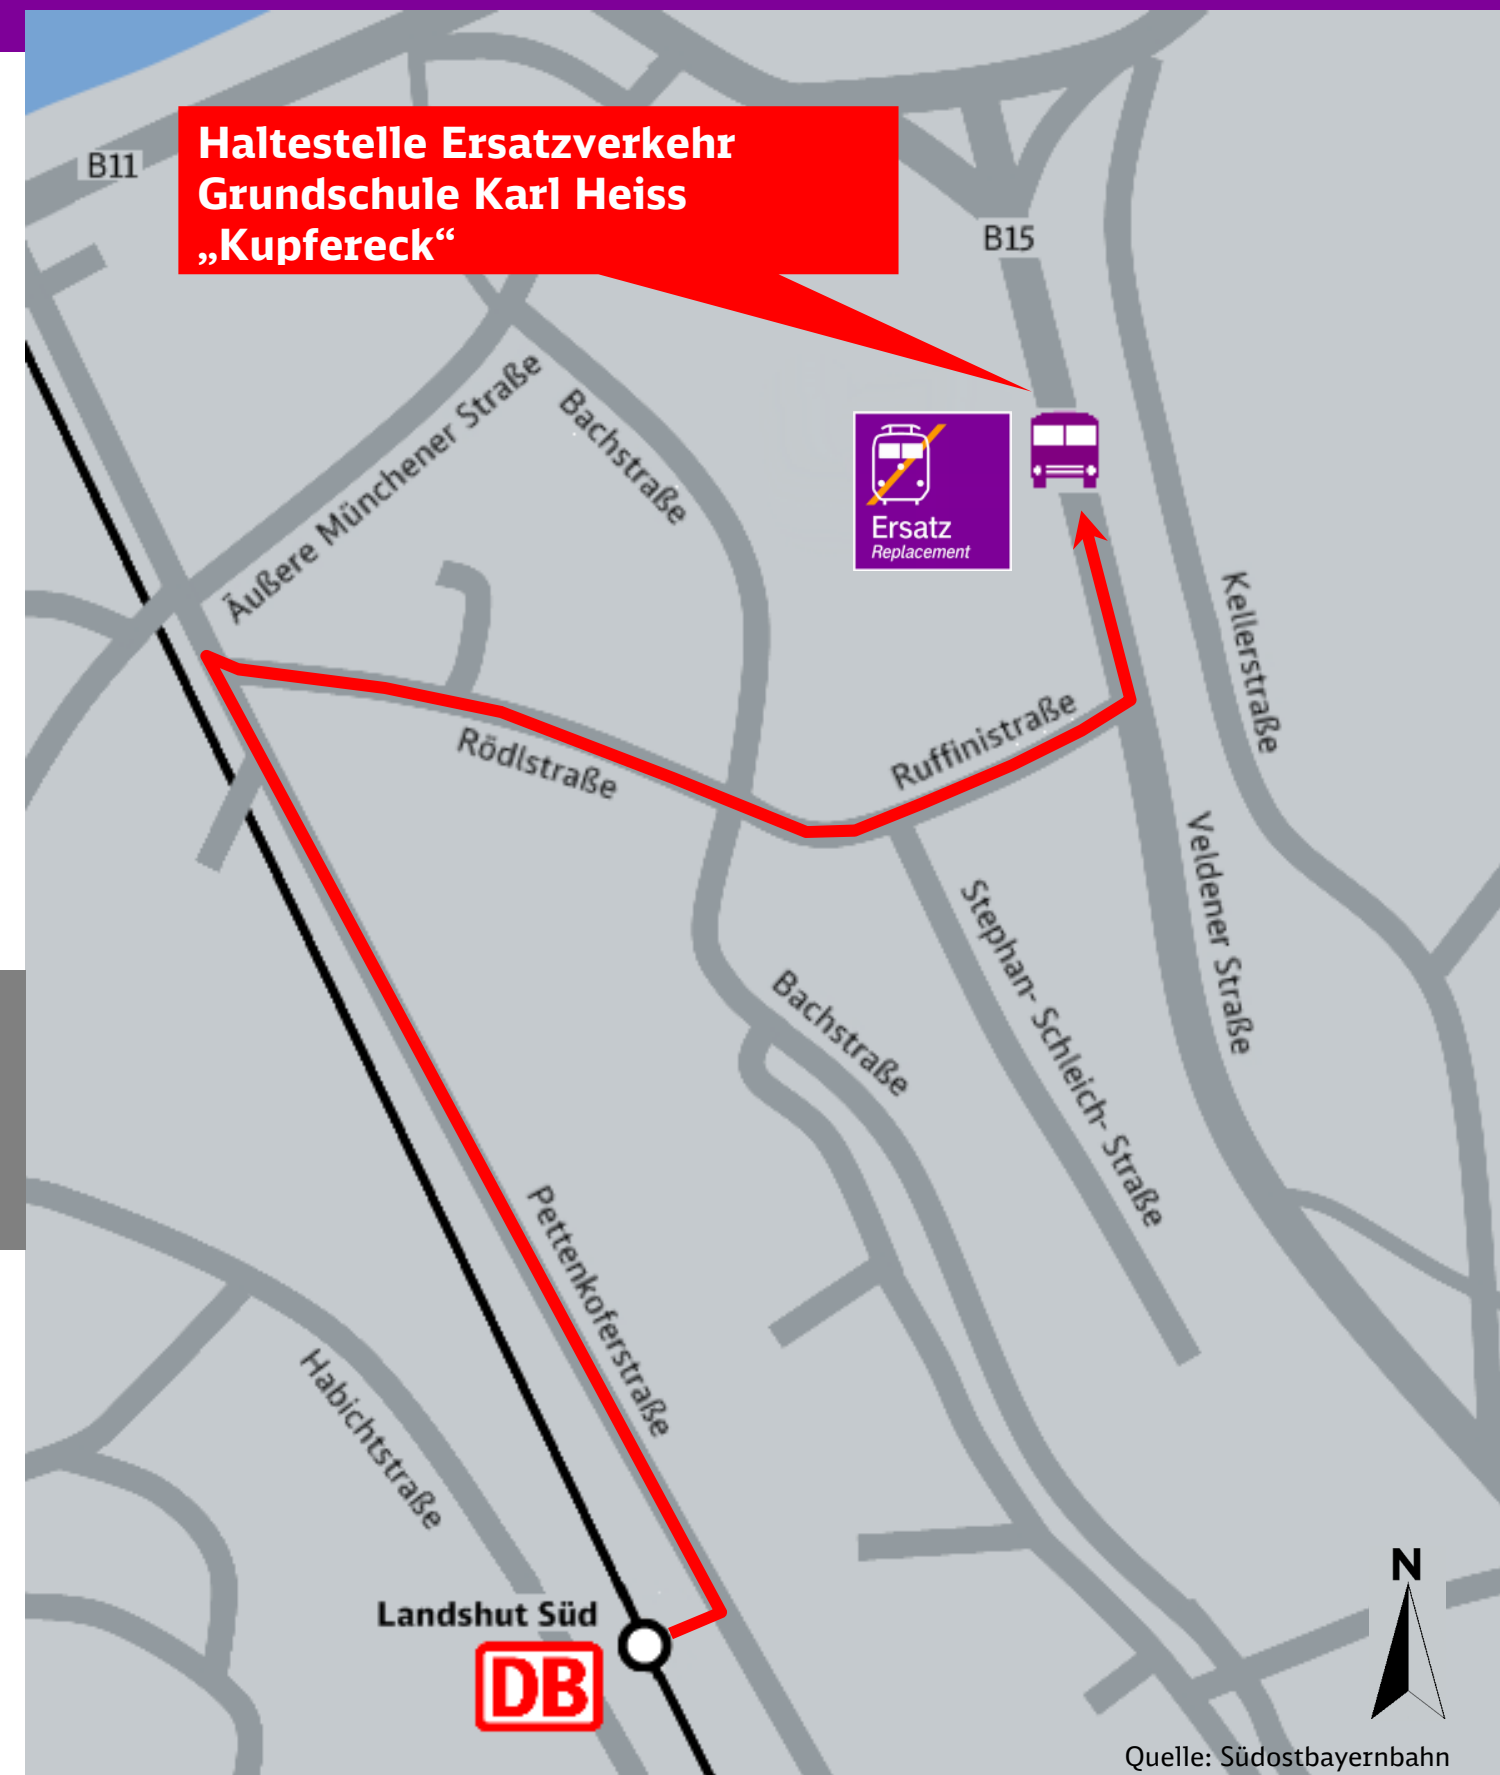 B11
Haltestelle Ersatzverkehr
Grundschule Karl Heiss
„Kupfereck“
B15
Äußere Münchener Straße
Bachstraße
Ersatz
Replacement
Kellerstraße
Ruffinistraße
Rödlstraße
Veldener Straße
Stephan- Schleich- Straße
Bachstraße
Pettenkoferstraße
Habichtstraße
N
Landshut Süd
DB
Quelle: Südostbayernbahn